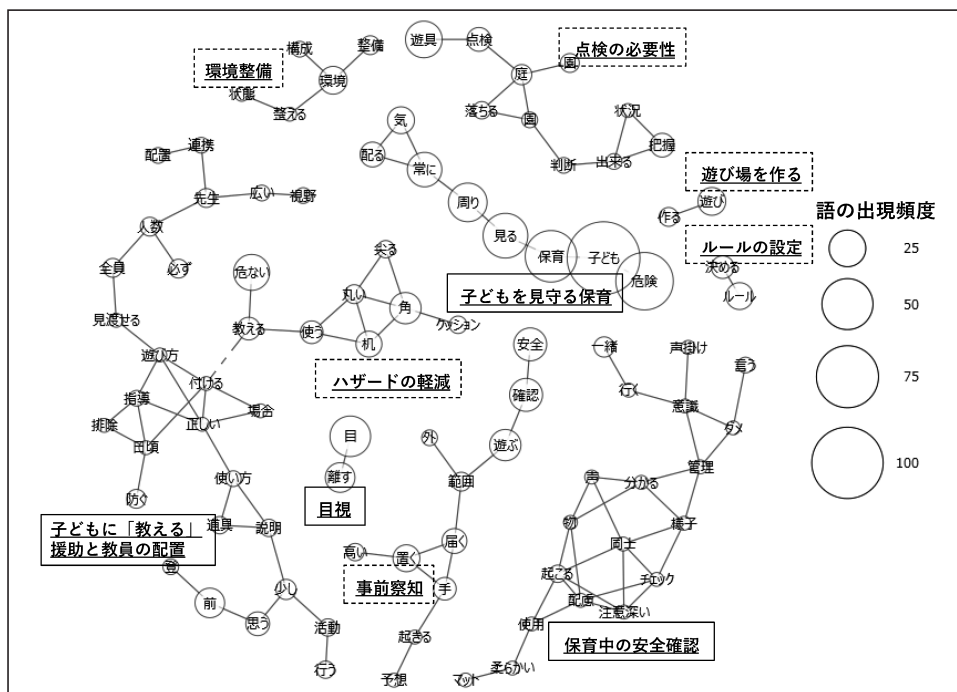 構成
整備
環境整備
環境
状態
整える
遊具
点検
点検の必要性
庭
園
落ちる
園
状況
判断
出来る
把握
気
配る
常に
周り
見る
保育
子ども
危険
子どもを見守る保育
遊び場を作る
遊び
作る
ルールの設定
決める
ルール
語の出現頻度
25
50
75
100
配置
連携
先生
広い
視野
人数
全員
必ず
見渡せる
危ない
教える
尖る
丸い
角
使う
机
クッション
ハザードの軽減
遊び方
付ける
指導
正しい
場合
排除
日頃
防ぐ
使い方
道具
説明
子どもに「教える」
援助と教員の配置
登
前
思う
少し
活動
行う
目
離す
目視
安全
確認
遊ぶ
外
範囲
届く
高い
置く
手
事前察知
起きる
予想
一緒
声掛け
行く
意識
言う
ダメ
管理
声
分かる
物
様子
同士
起こる
チェック
配慮
注意深い
使用
柔らかい
マット
保育中の安全確認